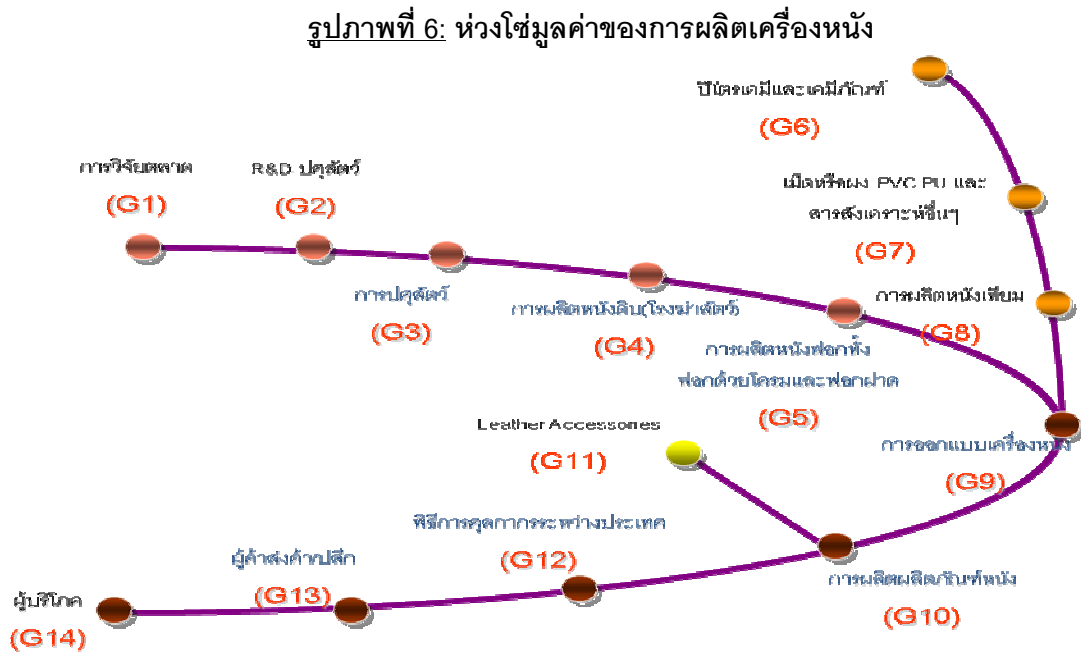 รูปภาพที่ 6: ห่วงโซ่มูลค่าของการผลิตเครื่องหนัง
ปิโตรเคมีและเคมีภัณฑ์
(G6)
การวิจัยตลาด
(G1)
R&D ปศุสัตว์
(G2)
เม็ดหรือผง PVC PU และ
สารสังเคราะห์อื่นๆ
(G7)
การปศุสัตว์
(G3)
การผลิตหนังดิบ(โรงฆ่าสัตว์)
(G4)
การผลิตหนังเทียม
(G8)
การผลิตหนังฟอกทั้ง
ฟอกด้วยโครมและฟอกฝาด
(G5)
Leather Accessories
(G11)
การออกแบบเครื่องหนัง
(G9)
พิธีการศุลกากรระหว่างประเทศ
(G12)
ผู้ค้าส่งค้าปลีก
(G13)
การผลิตผลิตภัณฑ์หนัง
(G10)
ผู้บริโภค
(G14)